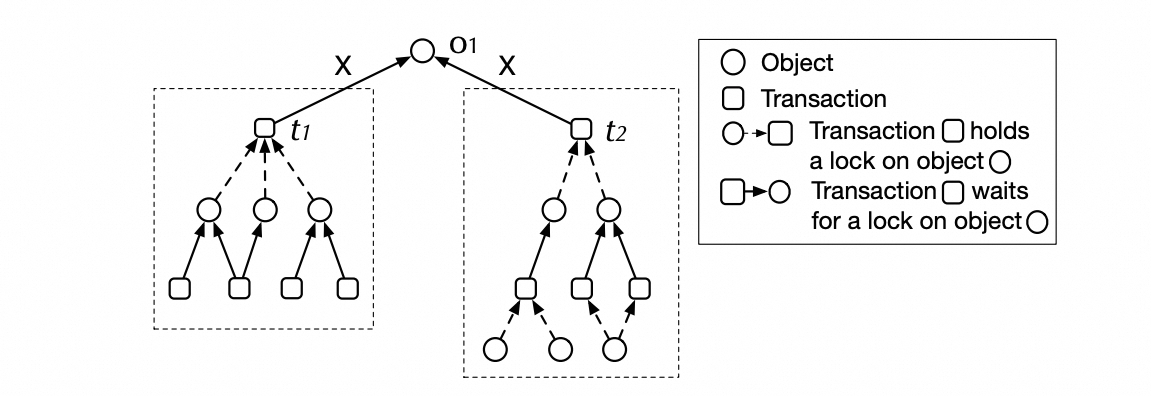 O1
X
X
t1
t2
Object
Transaction
Transaction holds
a lock on object
Transaction waits
for a lock on object